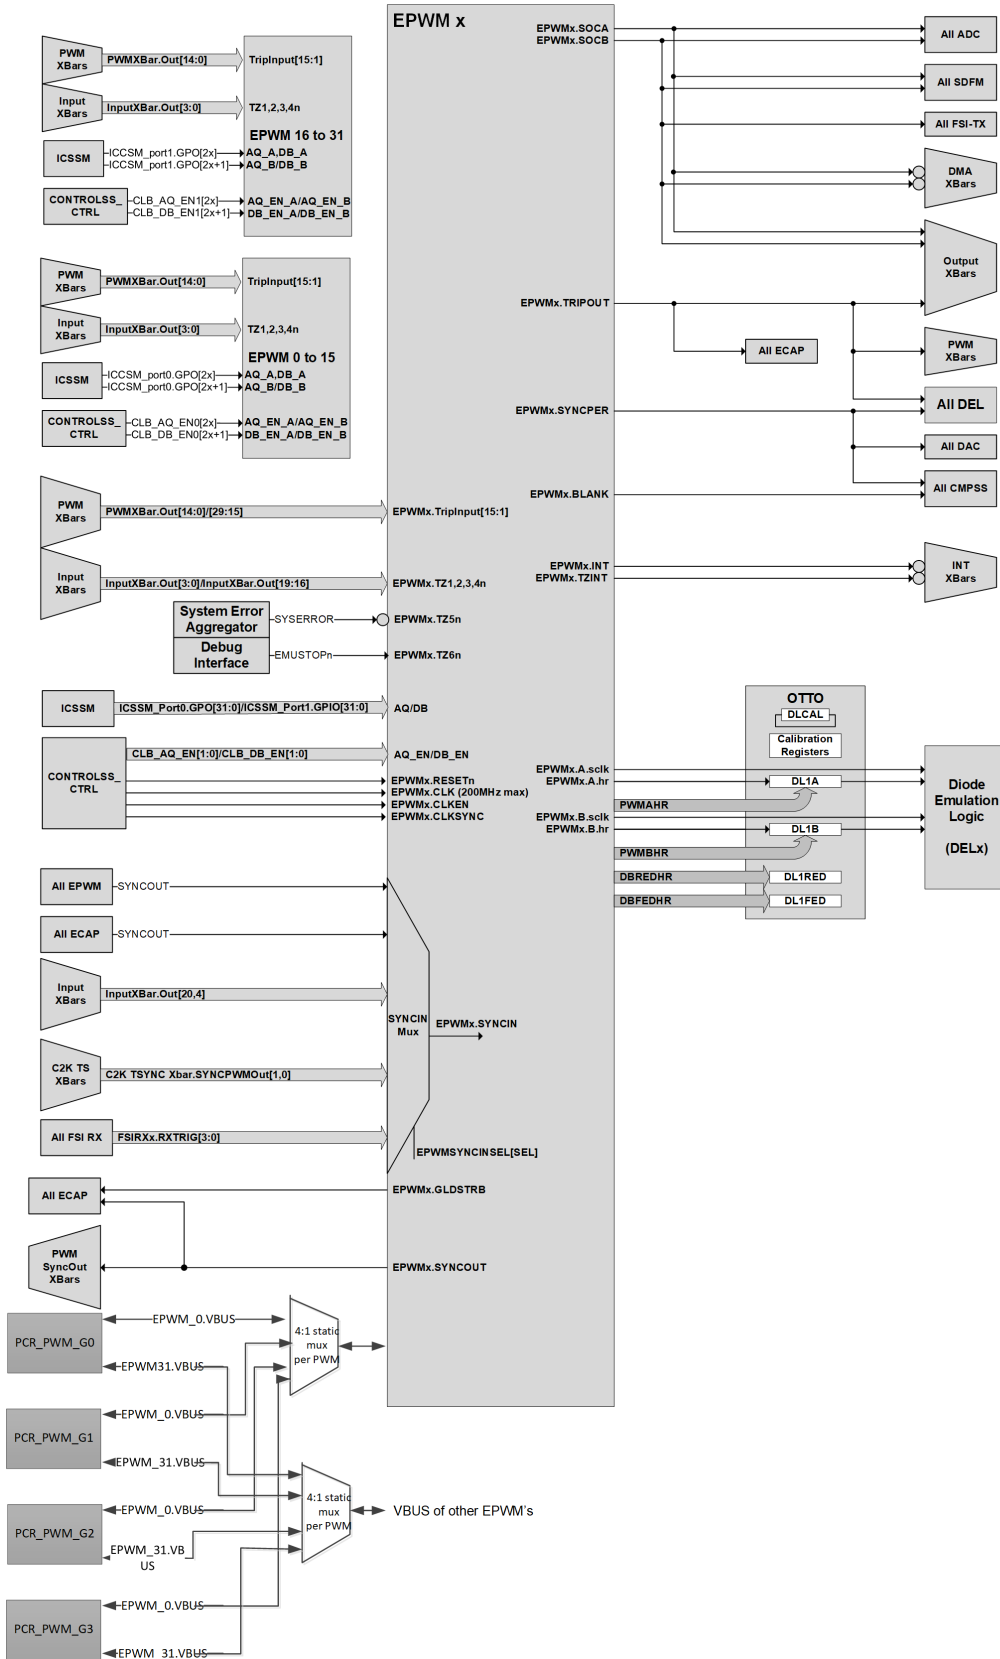 EPWM x
PWM
XBars
PWMXBar.Out[14:0]
TripInput[15:1]
Input
XBars
InputXBar.Out[3:0]
TZ1,2,3,4n
EPWM 16 to 31
ICSSM
ICCSM_port1.GPO[2x]
AQ_A,DB_A
ICCSM_port1.GPO[2x+1]
AQ_B/DB_B
CONTROLSS_
CTRL
CLB_AQ_EN1[2x]
AQ_EN_A/AQ_EN_B
CLB_DB_EN1[2x+1]
DB_EN_A/DB_EN_B
PWM
XBars
PWMXBar.Out[14:0]
TripInput[15:1]
Input
XBars
InputXBar.Out[3:0]
TZ1,2,3,4n
EPWM 0 to 15
ICSSM
ICCSM_port0.GPO[2x]
AQ_A,DB_A
ICCSM_port0.GPO[2x+1]
AQ_B/DB_B
CONTROLSS_
CTRL
CLB_AQ_EN0[2x]
AQ_EN_A/AQ_EN_B
CLB_DB_EN0[2x+1]
DB_EN_A/DB_EN_B
PWM
XBars
PWMXBar.Out[14:0]/[29:15]
EPWMx.TripInput[15:1]
Input
XBars
InputXBar.Out[3:0]/InputXBar.Out[19:16]
EPWMx.TZ1,2,3,4n
System Error
Aggregator
SYSERROR
EPWMx.TZ5n
Debug
Interface
EMUSTOPn
EPWMx.TZ6n
ICSSM
ICSSM_Port0.GPO[31:0]/ICSSM_Port1.GPIO[31:0]
AQ/DB
CONTROLSS_
CTRL
CLB_AQ_EN[1:0]/CLB_DB_EN[1:0]
AQ_EN/DB_EN
EPWMx.RESETn
EPWMx.CLK (200MHz max)
EPWMx.CLKEN
EPWMx.CLKSYNC
All EPWM
SYNCOUT
All ECAP
SYNCOUT
Input
XBars
InputXBar.Out[20,4]
SYNCIN
Mux
EPWMx.SYNCIN
C2K TS
XBars
C2K TSYNC Xbar.SYNCPWMOut[1,0]
All FSI RX
FSIRXx.RXTRIG[3:0]
EPWMSYNCINSEL[SEL]
All ECAP
EPWMx.GLDSTRB
PWM
SyncOut
XBars
EPWMx.SYNCOUT
EPWMx.SOCA
EPWMx.SOCB
All ADC
All SDFM
All FSI-TX
DMA
XBars
Output
XBars
EPWMx.TRIPOUT
All ECAP
PWM
XBars
All DEL
EPWMx.SYNCPER
All DAC
All CMPSS
EPWMx.BLANK
EPWMx.INT
EPWMx.TZINT
INT
XBars
OTTO
DLCAL
Calibration
Registers
EPWMx.A.sclk
EPWMx.A.hr
DL1A
PWMAHR
EPWMx.B.sclk
EPWMx.B.hr
DL1B
PWMBHR
DBREDHR
DL1RED
DBFEDHR
DL1FED
Diode
Emulation
Logic
(DELx)
PCR_PWM_G0
EPWM_0.VBUS
EPWM31.VBUS
4:1 static
mux
per PWM
PCR_PWM_G1
EPWM_0.VBUS
EPWM_31.VBUS
4:1 static
mux
per PWM
VBUS of other EPWM's
PCR_PWM_G2
EPWM_0.VBUS
EPWM_31.VB
US
PCR_PWM_G3
EPWM_0.VBUS
EPWM_31.VBUS